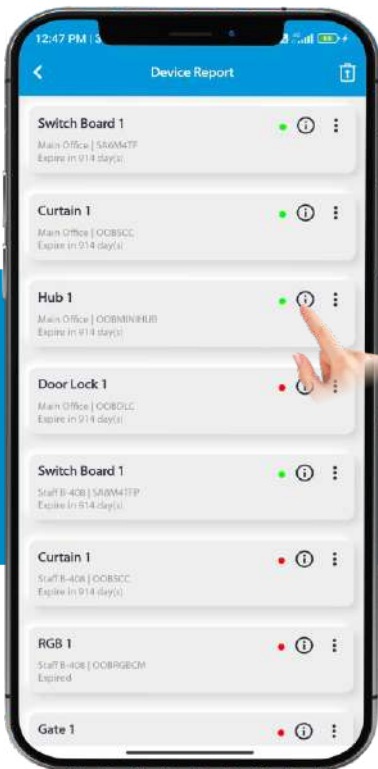 12:47 PM | 3
Device Report
Switch Board 1
Main Office | SA6M4TF
Expire in 914 day(s)
Curtain 1
Main Office | OOBSCC
Expire in 914 day(s)
Hub 1
Main Office | OOBMINIHUB
Expire in 914 day(s)
Door Lock 1
Main Office | OOBDLC
Expire in 914 day(s)
Switch Board 1
Staff B-408 |
Expire in 914 day(s)
Curtain 1
Staff B-408 | OOBSCC
Expire in 914 day(s)
RGB 1
Staff B-408 | OOBRGBCM
Expired
Gate 1